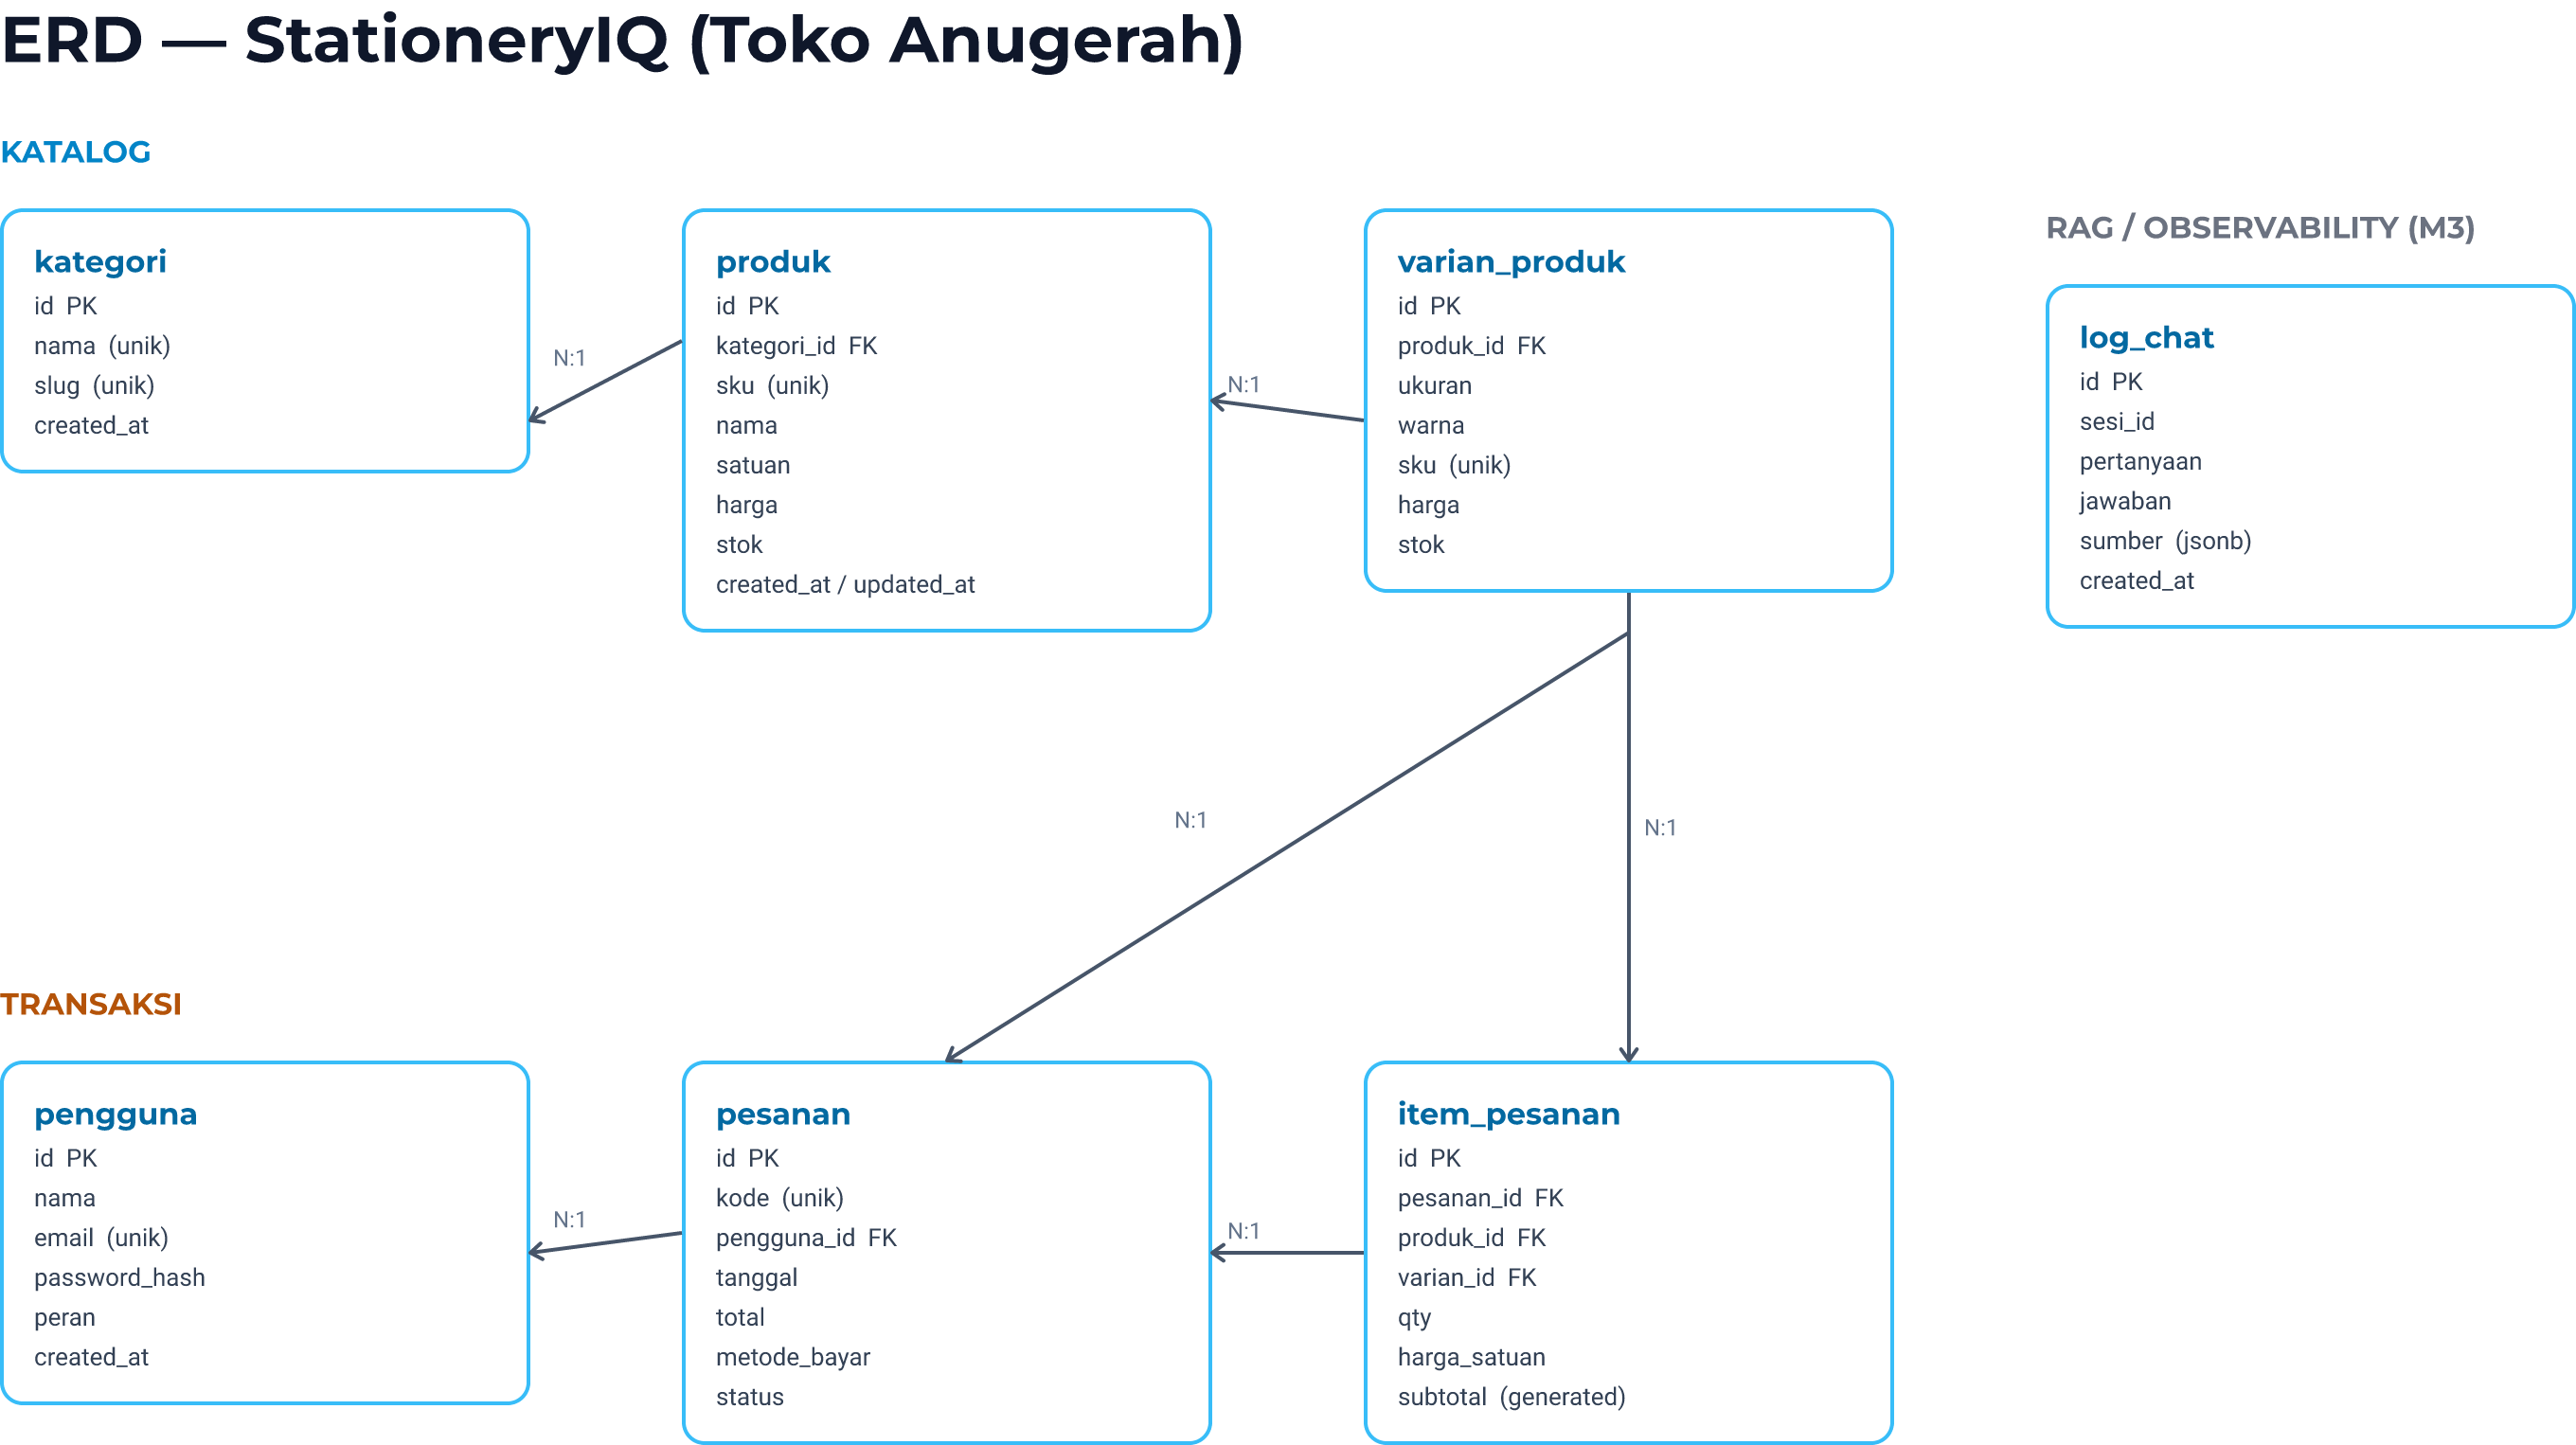 ERD — StationeryIQ (Toko Anugerah)
KATALOG
kategori
id PK
nama (unik)
slug (unik)
created_at
N:1
produk
id PK
kategori_id FK
sku (unik)
nama
satuan
harga
stok
created_at / updated_at
N:1
varian_produk
id PK
produk_id FK
ukuran
warna
sku (unik)
harga
stok
RAG / OBSERVABILITY (M3)
log_chat
id PK
sesi_id
pertanyaan
jawaban
sumber (jsonb)
created_at
N:1
N:1
TRANSAKSI
pengguna
id PK
nama
email (unik)
password_hash
peran
created_at
N:1
pesanan
id PK
kode (unik)
pengguna_id FK
tanggal
total
metode_bayar
status
N:1
item_pesanan
id PK
pesanan_id FK
produk_id FK
varian_id FK
qty
harga_satuan
subtotal (generated)